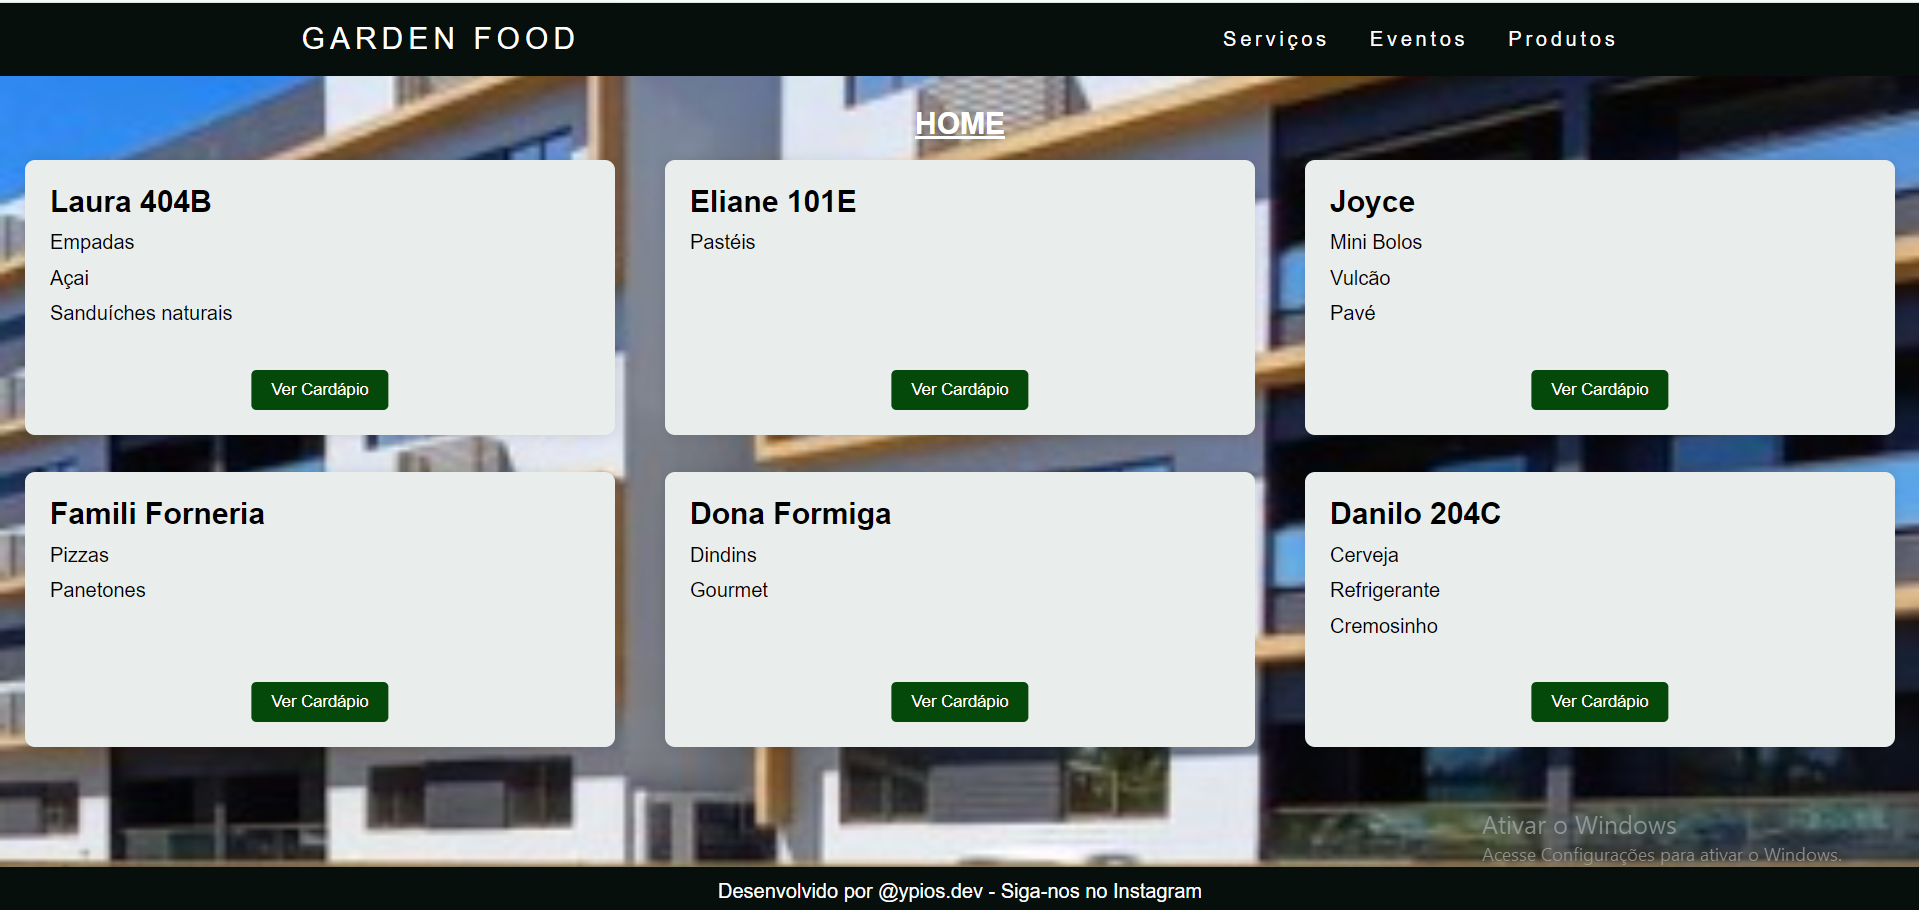 GARDEN FOOD
Serviços Eventos Produtos
HOME
Laura 404B
Empadas
Açai
Sanduíches naturais
Ver Cardápio
Eliane 101E
Pastéis
Ver Cardápio
Joyce
Mini Bolos
Vulcão
Pavé
Ver Cardápio
Famili Forneria
Pizzas
Panetones
Ver Cardápio
Dona Formiga
Dindins
Gourmet
Ver Cardápio
Danilo 204C
Cerveja
Refrigerante
Cremosinho
Ver Cardápio
Ativar o Windows
Acesse Configurações para ativar o Windows.
Desenvolvido por @ypios.dev - Siga-nos no Instagram